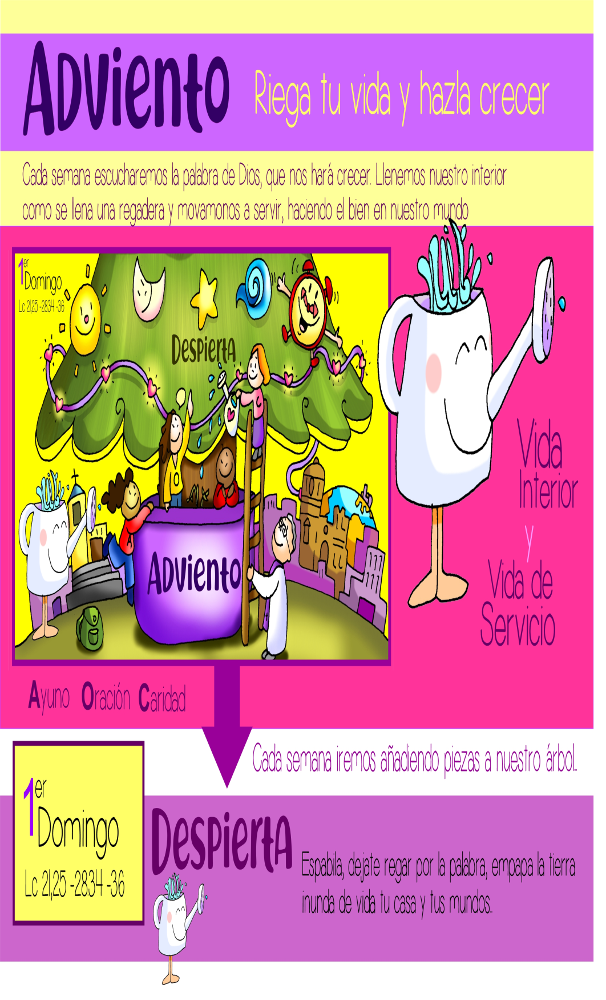 ADViento
Riega tu vida y hazla crecer
Cada semana escucharemos la palabra de Dios, que nos hará crecer. Llenemos nuestro interior
como se llena una regadera y movamonos a servir, haciendo el bien en nuestro mundo
1er
Domingo
Lc 21,25 -2834 -36
DespiertA
ADViento
Vida
Interior
y
Vida de
Servicio
Ayuno Oración Caridad
Cada semana iremos añadiendo piezas a nuestro árbol...
1er
Domingo
Lc 21,25 -2834 -36
DespiertA
Espabila, dejate regar por la palabra, empapa la tierra
inunda de vida tu casa y tus mundos...